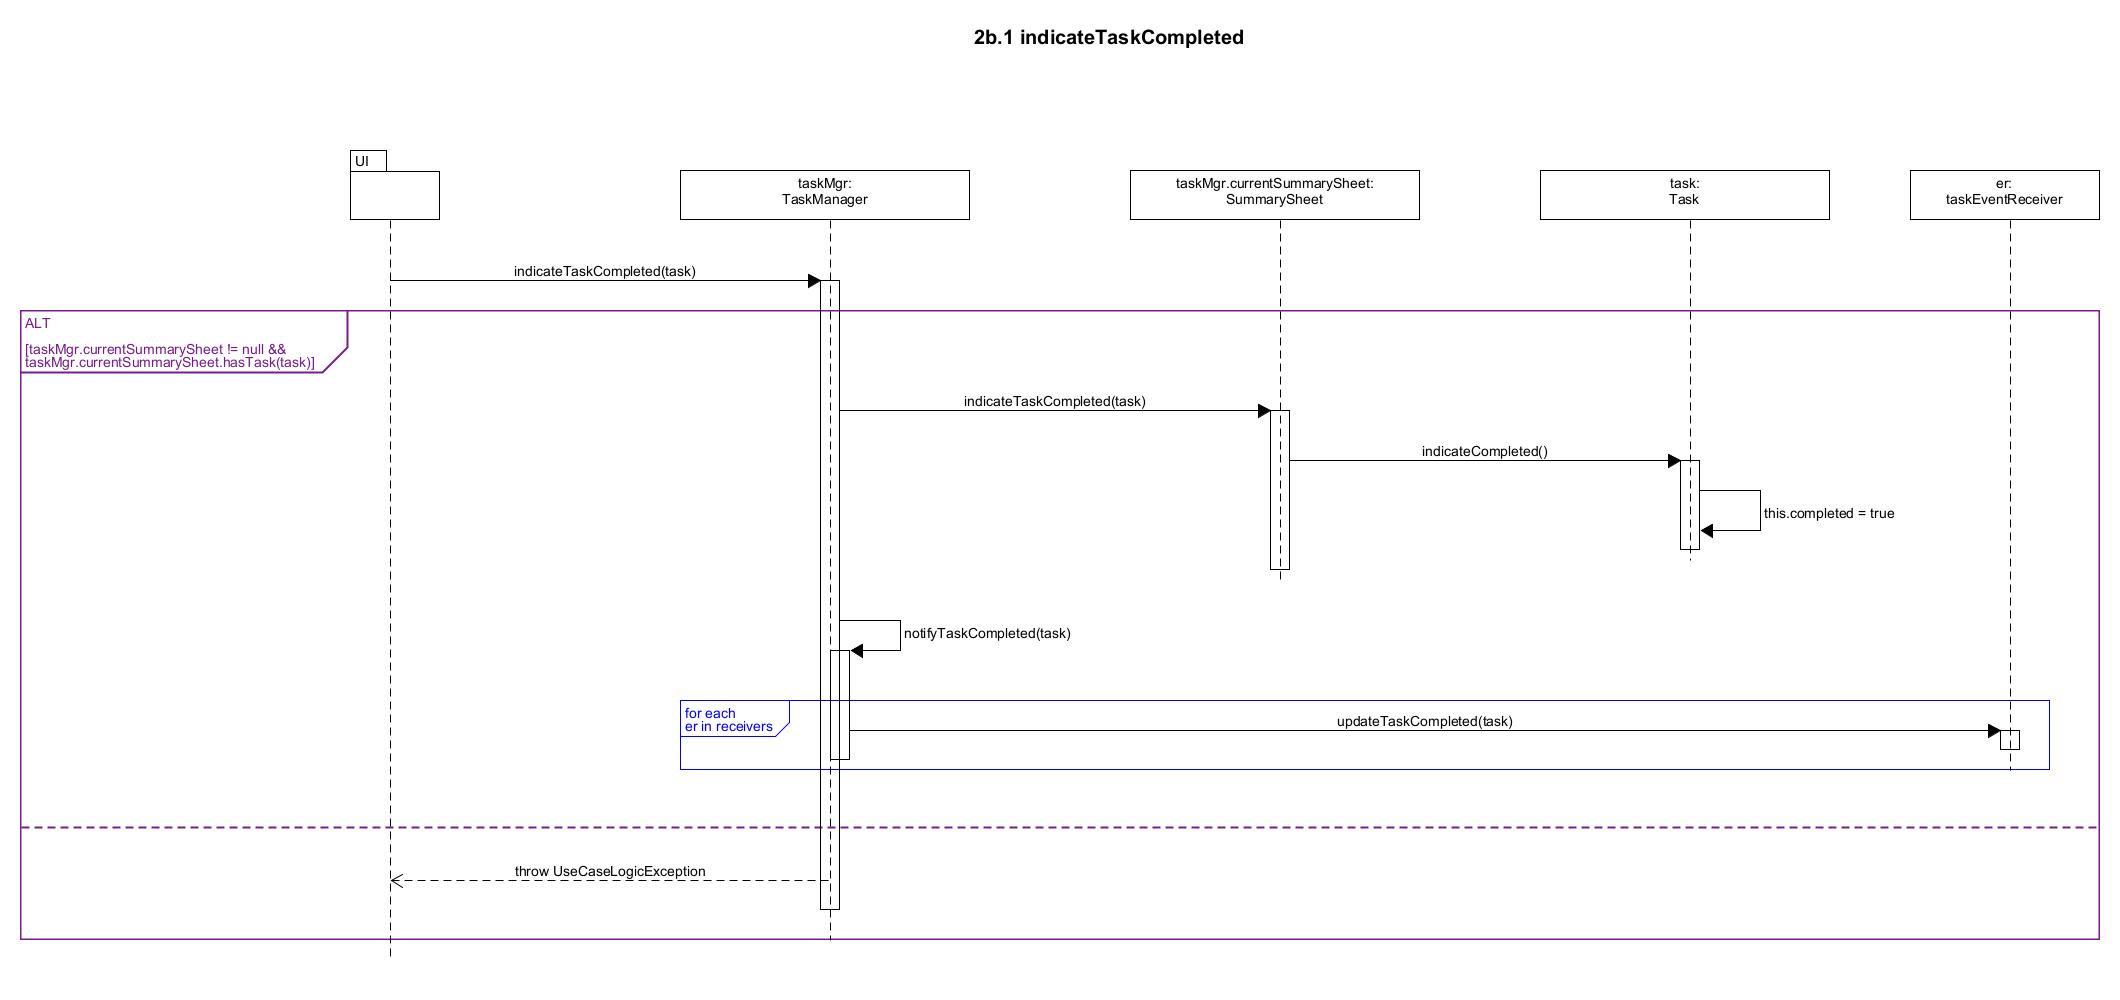 2b.1 indicateTaskCompleted
UI
taskMgr:
TaskManager
taskMgr.currentSummarySheet:
SummarySheet
task:
Task
er:
taskEventReceiver
indicateTaskCompleted(task)
ALT
[taskMgr.currentSummarySheet != null &&
taskMgr.currentSummarySheet.hasTask(task)]
indicateTaskCompleted(task)
indicateCompleted()
this.completed = true
notifyTaskCompleted(task)
for each
er in receivers
updateTaskCompleted(task)
throw UseCaseLogicException